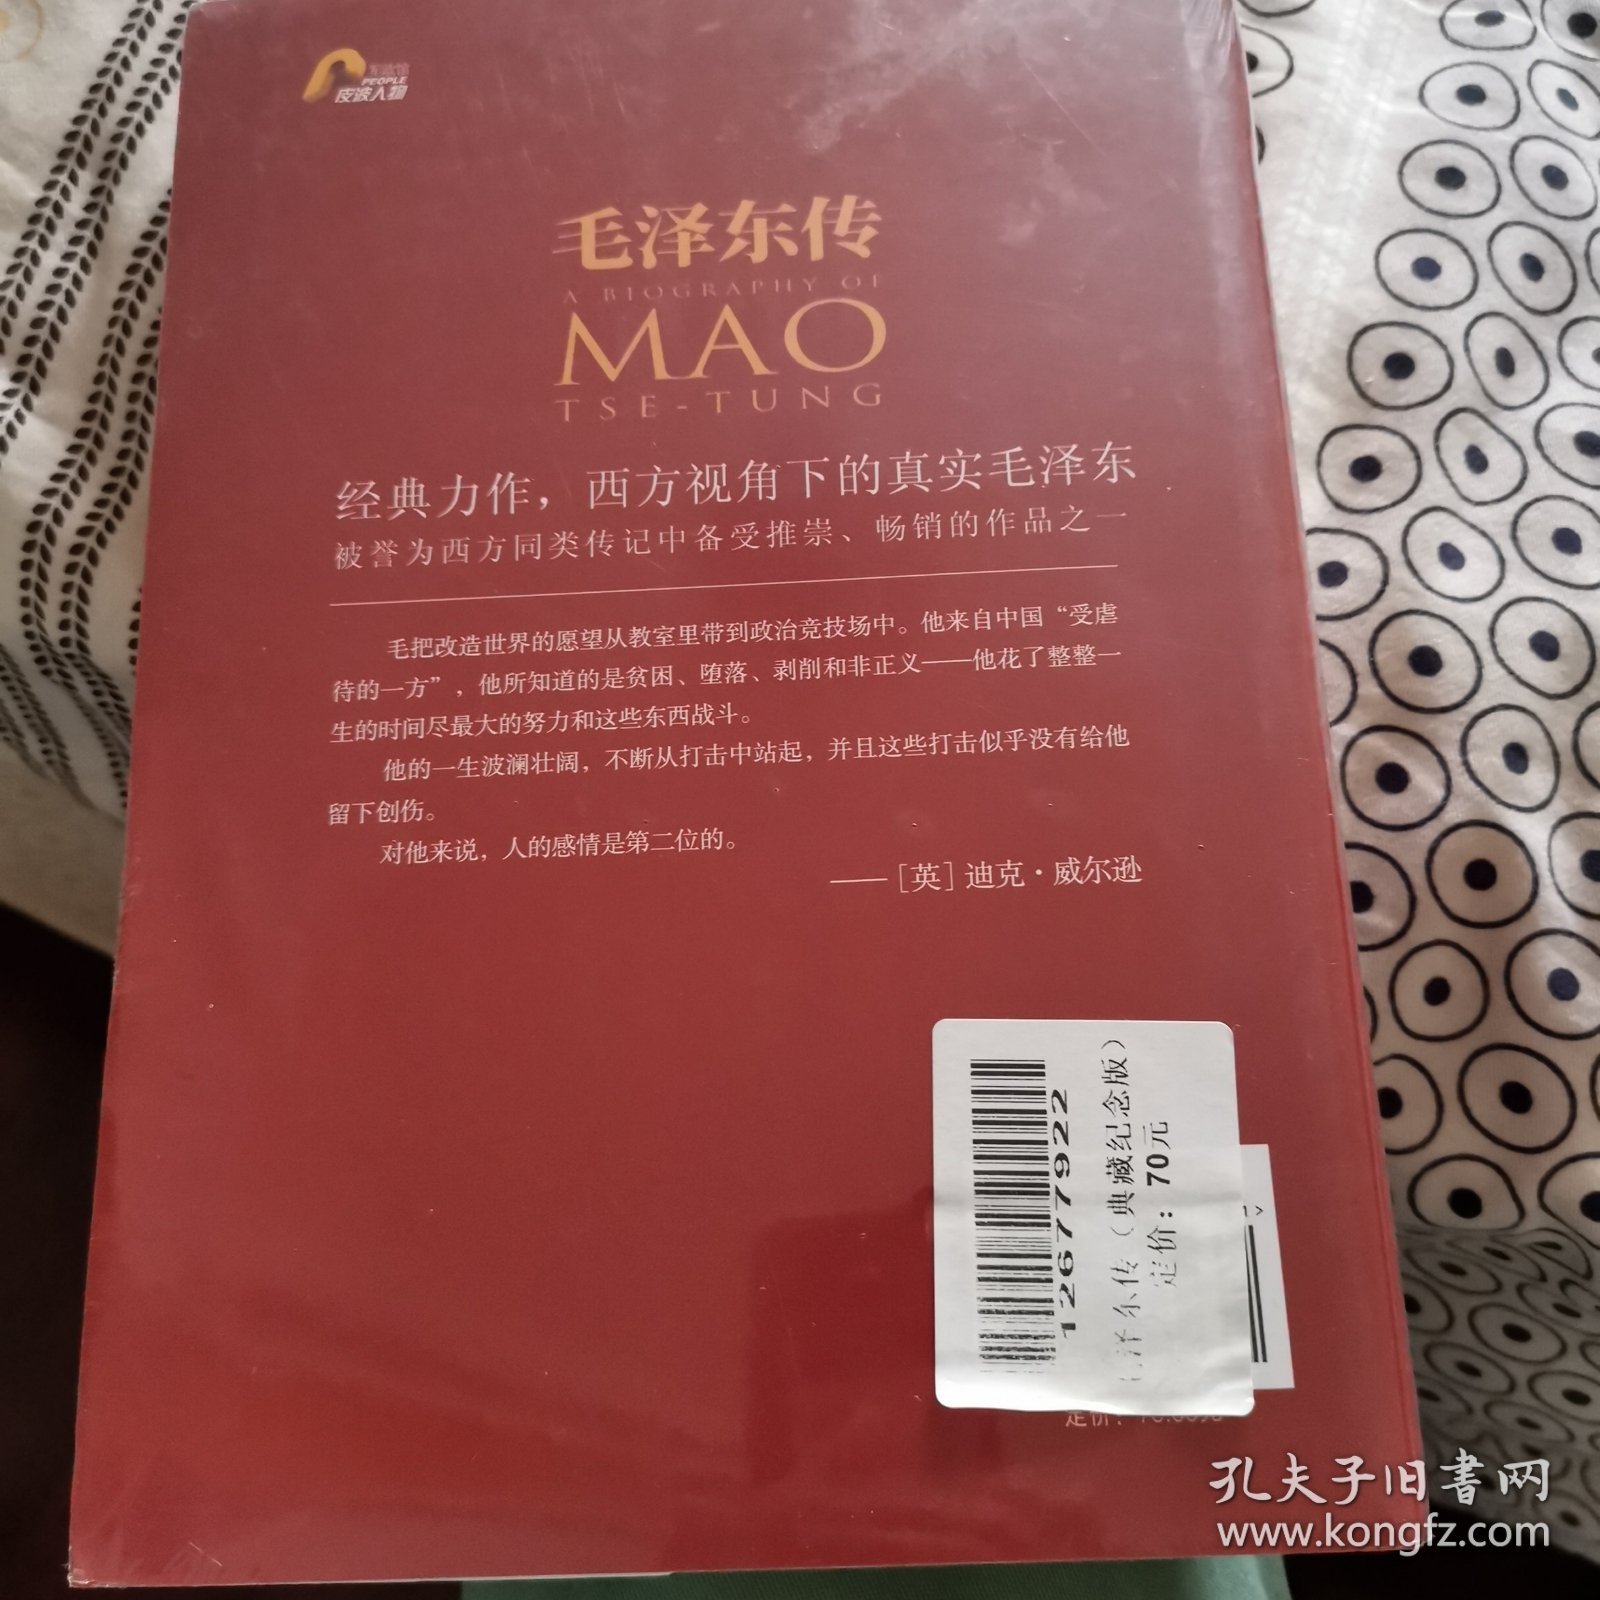 PEOPLE
皮波人物
毛泽东传
A BIOGRAPHY OF
MAO
TSE-TUNG
经典力作，西方视角下的真实毛泽东
被誉为西方同类传记中备受推崇、畅销的作品之一
毛把改造世界的愿望从教室里带到政治竞技场中。他来自中国“受虐
待的一方”，他所知道的是贫困、堕落、剥削和非正义——他花了整整一
生的时间尽最大的努力和这些东西战斗。
他的一生波澜壮阔，不断从打击中站起，并且这些打击似乎没有给他
留下创伤。
对他来说，人的感情是第二位的。
——［英］迪克·威尔逊
12677922
毛泽东传（典藏纪念版）
定价：70元
定价：
孔夫子旧书网
www.kongfz.com